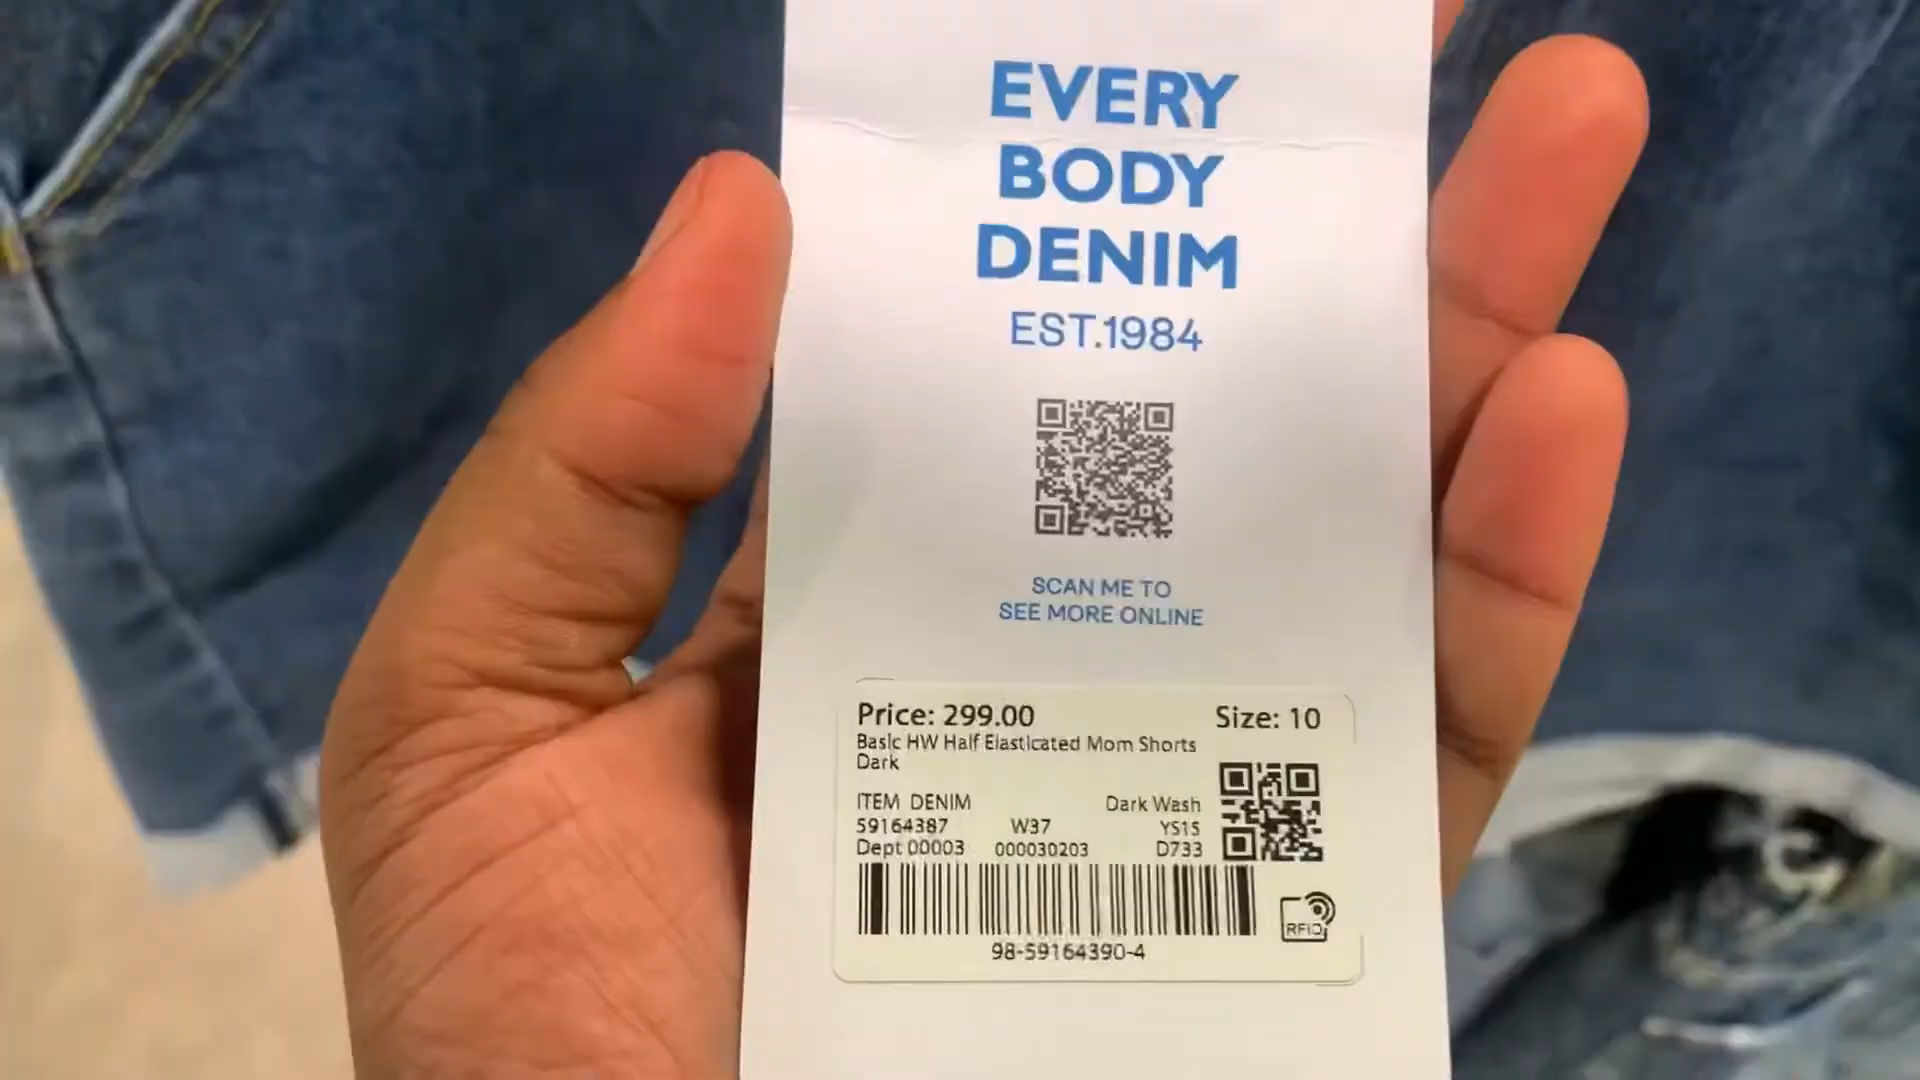 EVERY
BODY
DENIM
EST.1984
SCAN ME TO
SEE MORE ONLINE
Price: 299.00 Size: 10
Basic HW Half Elasticated Mom Shorts
Dark
ITEM DENIM Dark Wash
59164387 W37 YS15
Dept 00003 000030203 D733
RFID
98-59164390-4